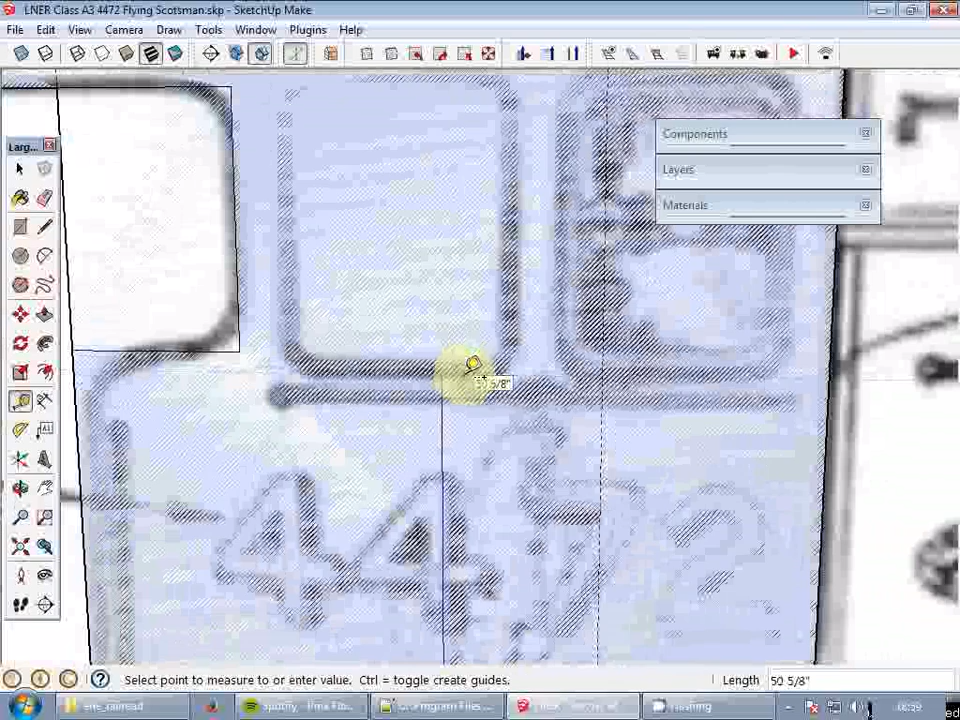 LNER Class A3 4472 Flying Scotsman.skp - SketchUp Make
File Edit View Camera Draw Tools Window Plugins Help
Larg...
Components
Layers
Materials
50 5/8"
4472
Select point to measure to or enter value. Ctrl = toggle create guides.
Length 50 5/8"
Spotify